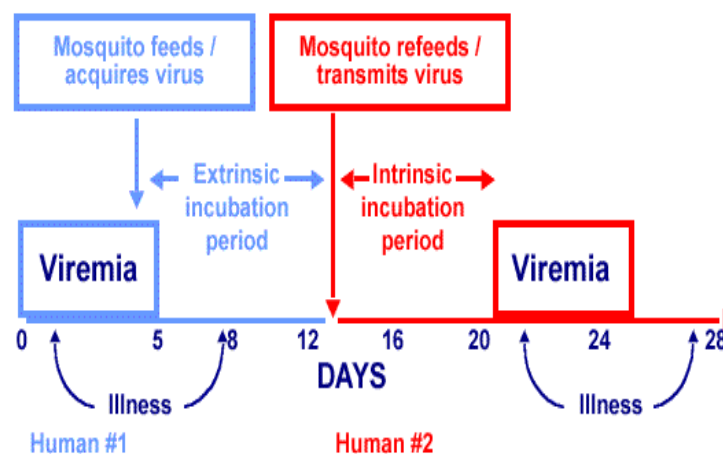 Mosquito feeds /
acquires virus
Mosquito refeeds /
transmits virus
Extrinsic
incubation
period
Intrinsic
incubation
period
Viremia
Viremia
0 5 8 12 16 20 24 28
DAYS
Illness
Illness
Human #1
Human #2